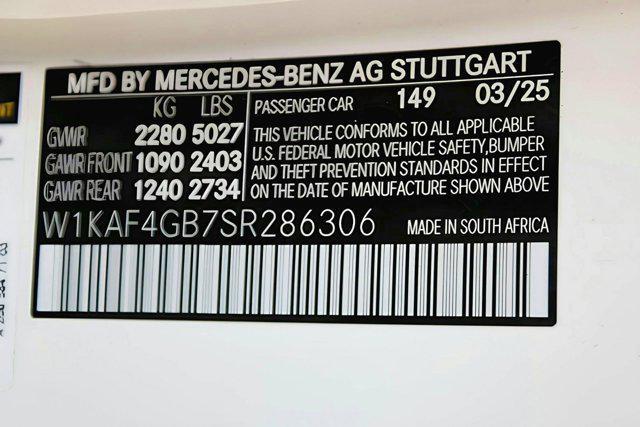 MFD BY MERCEDES-BENZ AG STUTTGART
KG LBS
GVWR 2280 5027
GAWR FRONT 1090 2403
GAWR REAR 1240 2734
PASSENGER CAR 149 03/25
THIS VEHICLE CONFORMS TO ALL APPLICABLE
U.S. FEDERAL MOTOR VEHICLE SAFETY, BUMPER
AND THEFT PREVENTION STANDARDS IN EFFECT
ON THE DATE OF MANUFACTURE SHOWN ABOVE
W1KAF4GB7SR286306 MADE IN SOUTH AFRICA